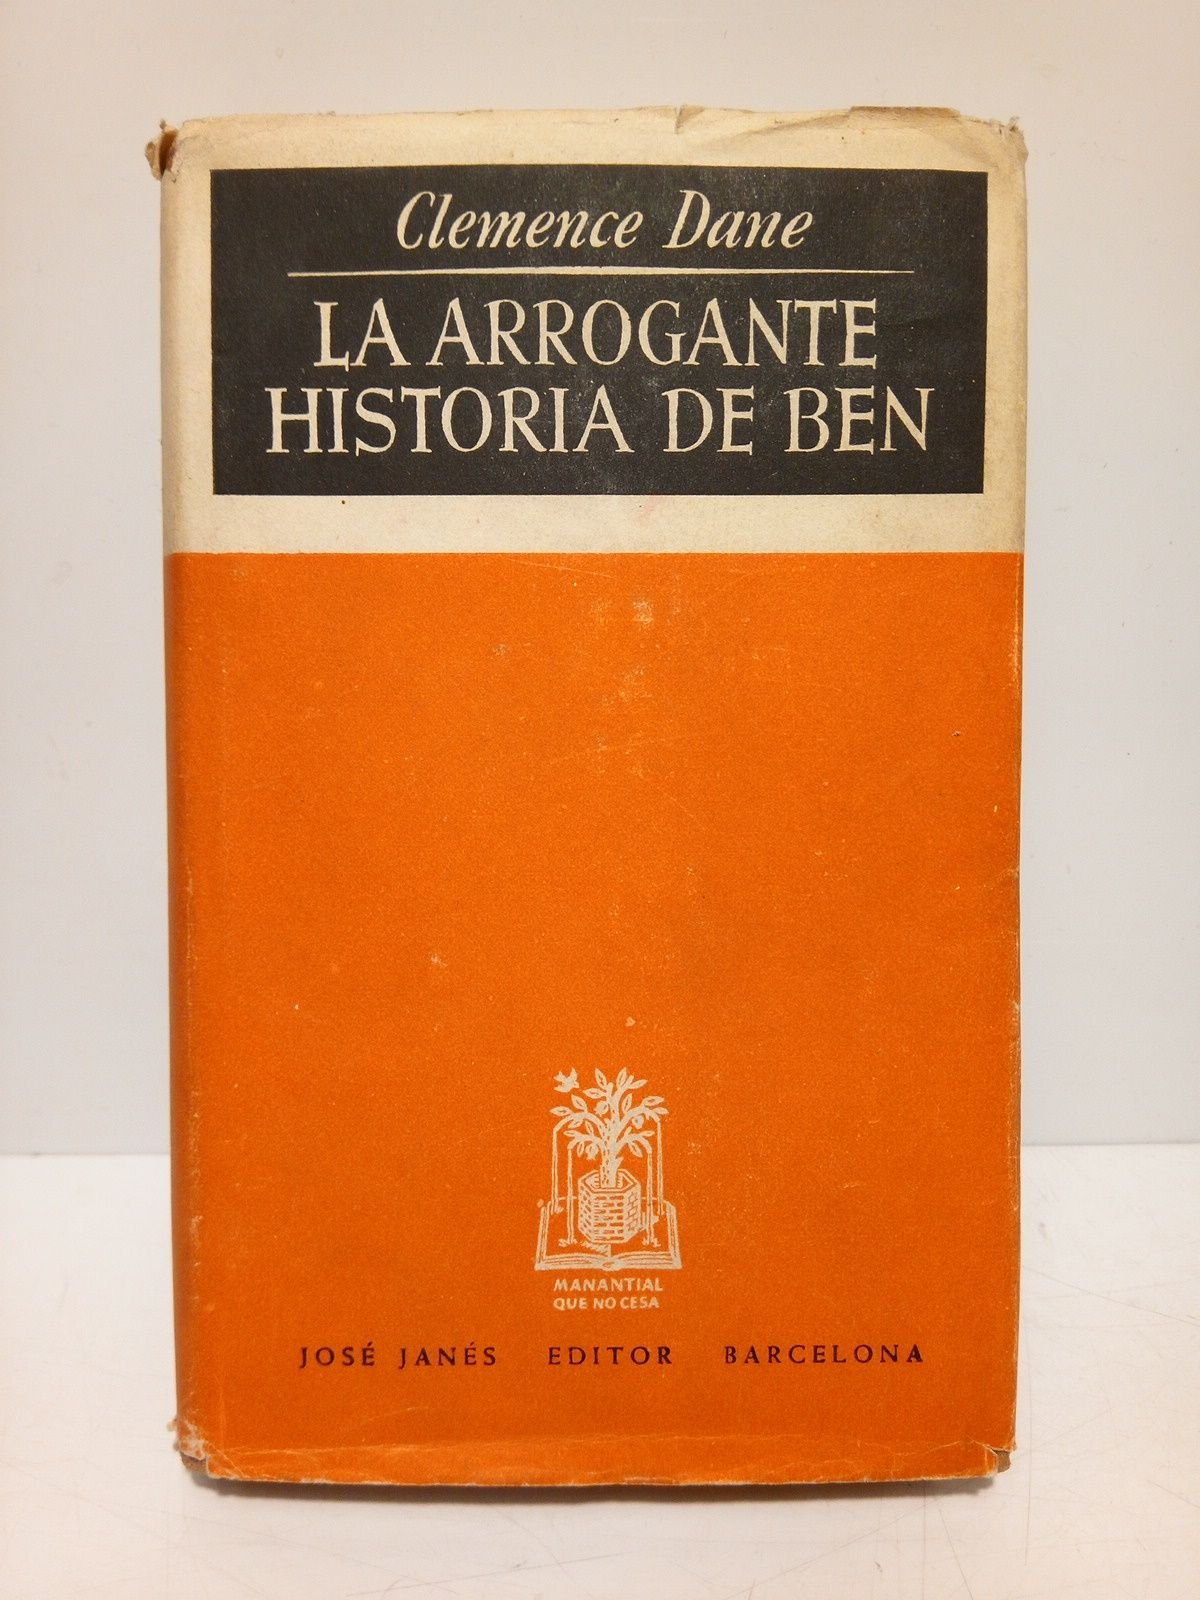 Clemence Dane
LA ARROGANTE
HISTORIA DE BEN
MANANTIAL
QUE NO CESA
JOSÉ JANÉS EDITOR BARCELONA